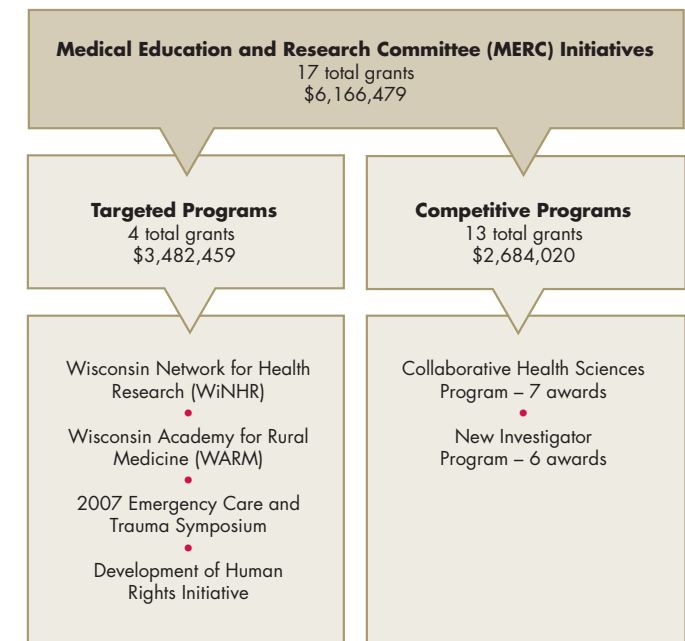 Medical Education and Research Committee (MERC) Initiatives
17 total grants
$6,166,479
Targeted Programs
4 total grants
$3,482,459
Competitive Programs
13 total grants
$2,684,020
Wisconsin Network for Health
Research (WiNHR)
•
Wisconsin Academy for Rural
Medicine (WARM)
•
2007 Emergency Care and
Trauma Symposium
•
Development of Human
Rights Initiative
Collaborative Health Sciences
Program – 7 awards
•
New Investigator
Program – 6 awards